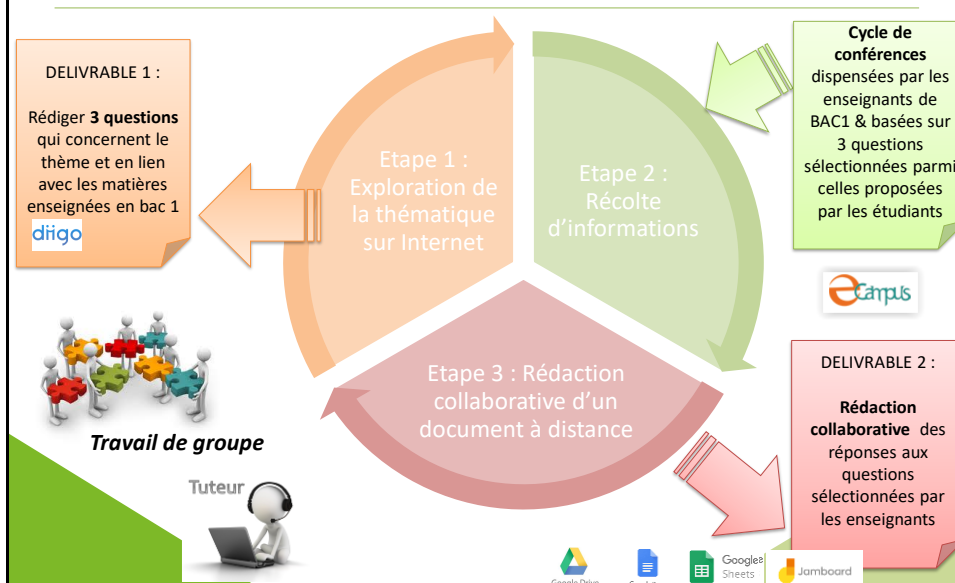 DELIVRABLE 1 :
Rédiger 3 questions
qui concernent le
thème et en lien
avec les matières
enseignées en bac 1
diigo
Etape 1 :
Exploration de
la thématique
sur Internet
Etape 2 :
Récolte
d’informations
Cycle de
conférences
dispensées par les
enseignants de
BAC1 & basées sur
3 questions
sélectionnées parmi
celles proposées
par les étudiants
eCampus
Etape 3 : Rédaction
collaborative d’un
document à distance
DELIVRABLE 2 :
Rédaction
collaborative des
réponses aux
questions
sélectionnées par
les enseignants
Travail de groupe
Tuteur
Google Drive
Google
Sheets
Jamboard